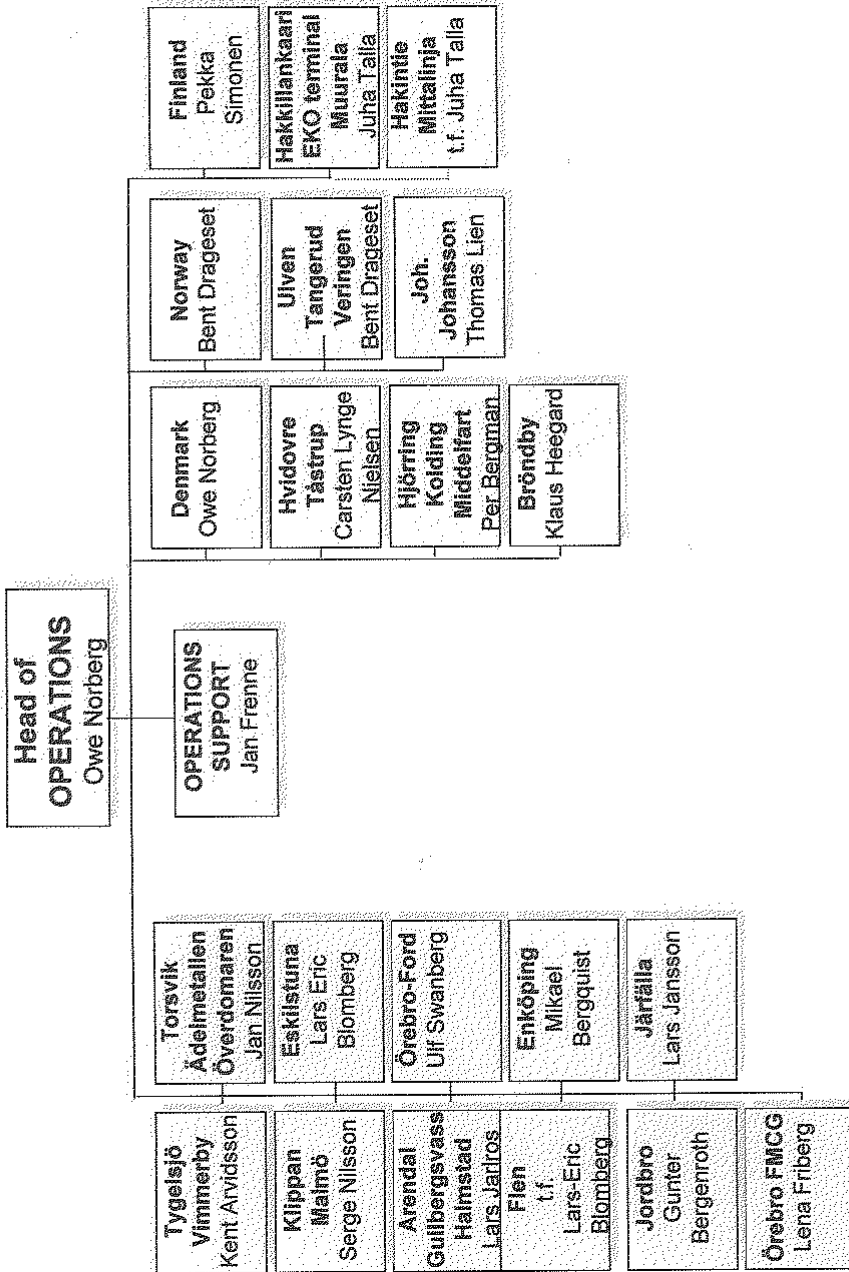 Head of
OPERATIONS
Owe Norberg
OPERATIONS
SUPPORT
Jan Frenne
Tygelsjö
Vimmerby
Kent Arvidsson
Klippan
Malmö
Serge Nilsson
Arendal
Gullbergsvass
Halmstad
Lars Jarlros
Flen
t.f.
Lars-Eric
Blomberg
Jordbro
Gunter
Bergenroth
Örebro FMCG
Lena Friberg
Torsvik
Ädelmetallen
Överdomaren
Jan Nilsson
Eskilstuna
Lars Eric
Blomberg
Örebro-Ford
Ulf Swanberg
Enköping
Mikael
Bergquist
Järfälla
Lars Jansson
Denmark
Owe Norberg
Hvidovre
Tåstrup
Carsten Lynge
Nielsen
Hjörring
Kolding
Middelfart
Per Bergman
Bröndby
Klaus Heegard
Norway
Bent Drageset
Ulven
Tangerud
Veringen
Bent Drageset
Joh.
Johansson
Thomas Lien
Finland
Pekka
Simonen
Hakkillankaari
EKO terminal
Muurala
Juha Talla
Hakintie
Mittalinja
t.f. Juha Talla